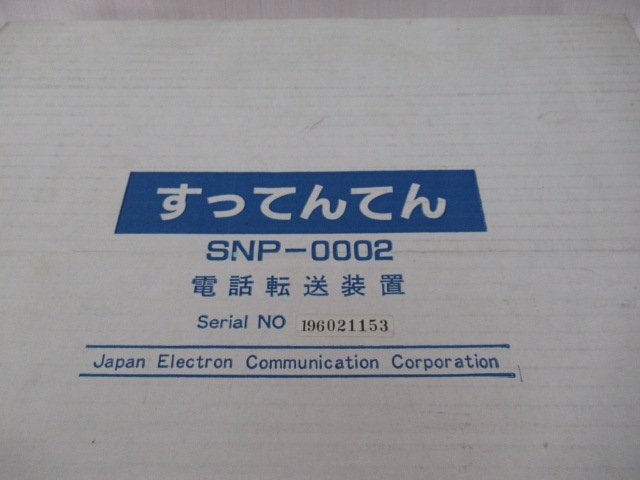 すってんてん
SNP-0002
電話転送装置
Serial NO 196021153
Japan Electron Communication Corporation